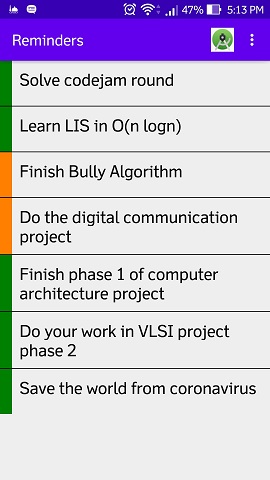 47% 5:13 PM
Reminders
Solve codejam round
Learn LIS in O(n logn)
Finish Bully Algorithm
Do the digital communication
project
Finish phase 1 of computer
architecture project
Do your work in VLSI project
phase 2
Save the world from coronavirus